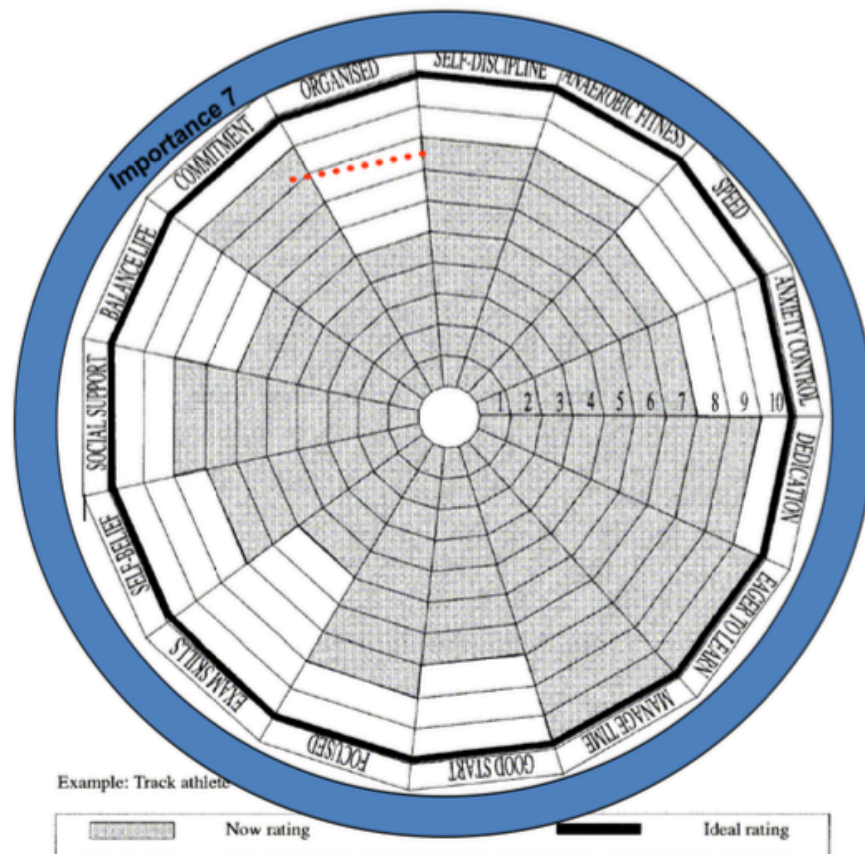 Importance 7
SELF-DISCIPLINE
ANAEROBIC FITNESS
SPEED
ANXIETY CONTROL
DEDICATION
EAGER TO LEARN
MANAGE TIME
GOOD START
FOCUSED
EXAM SKILLS
SELF-BELIEF
SOCIAL SUPPORT
BALANCE LIFE
COMMITMENT
ORGANISED
1 2 3 4 5 6 7 8 9 10
Example: Track athlete
Now rating Ideal rating